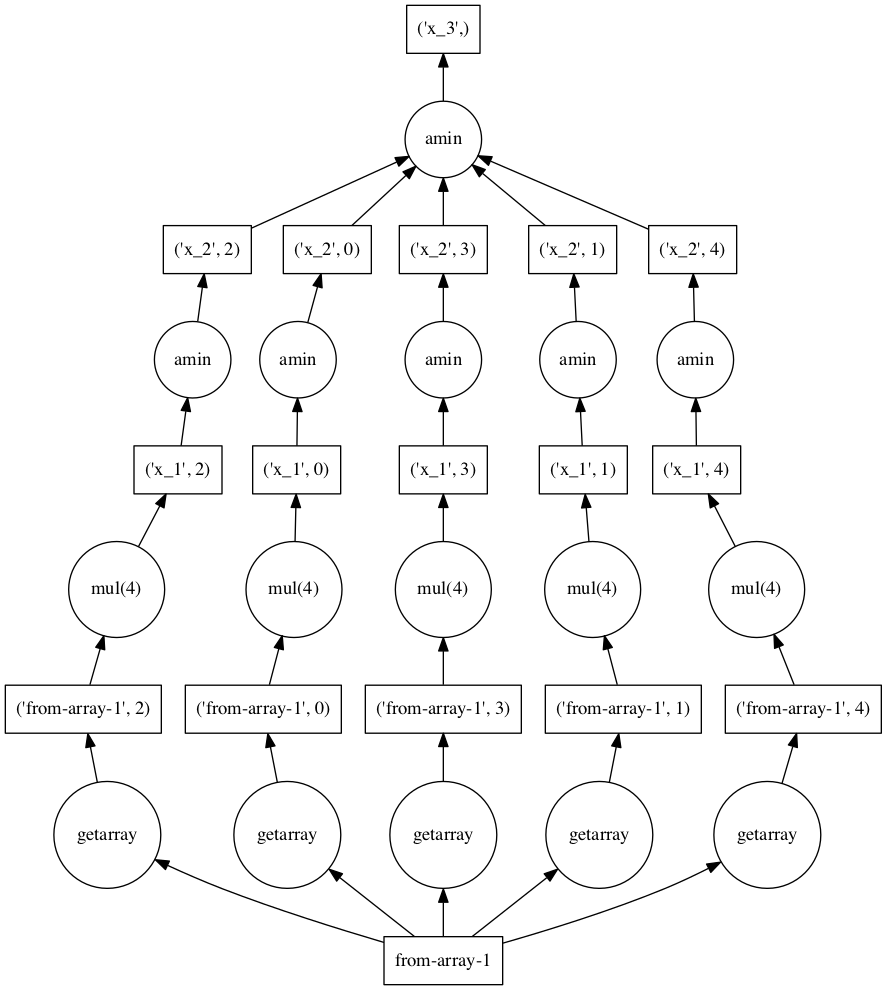 ('x_3',)
amin
('x_2', 2)
('x_2', 0)
('x_2', 3)
('x_2', 1)
('x_2', 4)
amin
amin
amin
amin
amin
('x_1', 2)
('x_1', 0)
('x_1', 3)
('x_1', 1)
('x_1', 4)
mul(4)
mul(4)
mul(4)
mul(4)
mul(4)
('from-array-1', 2)
('from-array-1', 0)
('from-array-1', 3)
('from-array-1', 1)
('from-array-1', 4)
getarray
getarray
getarray
getarray
getarray
from-array-1